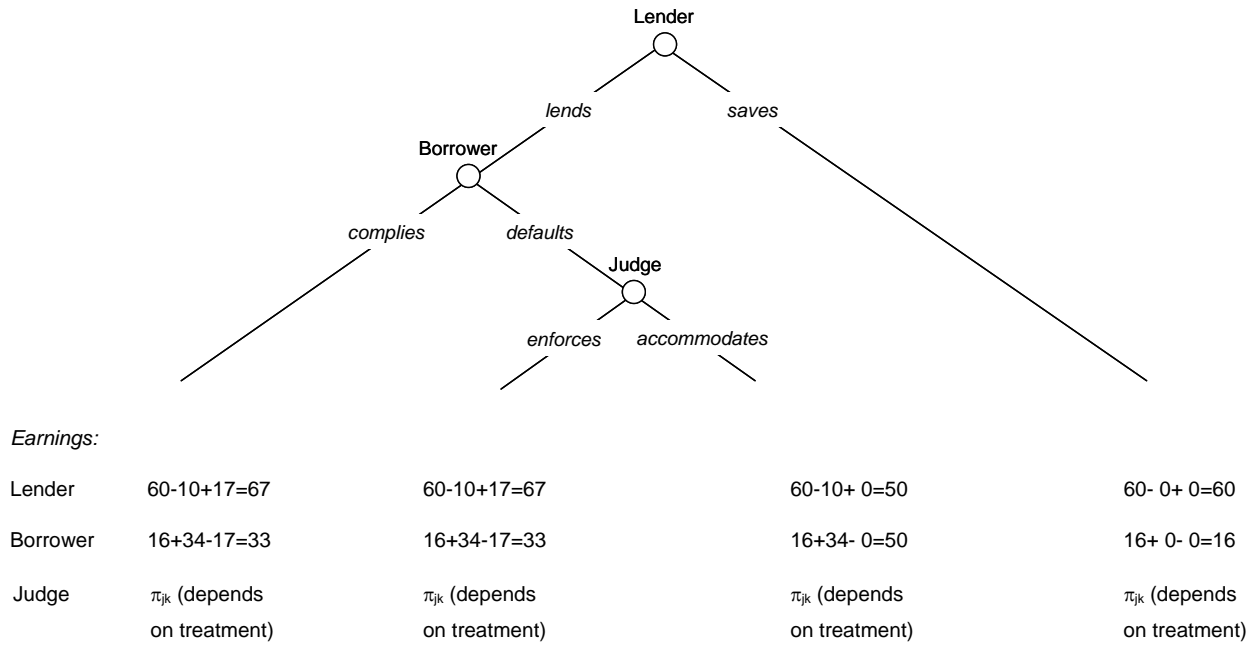 Lender
lends
saves
Borrower
complies
defaults
Judge
enforces
accommodates
Earnings:
Lender 60-10+17=67 60-10+17=67 60-10+ 0=50 60- 0+ 0=60
Borrower 16+34-17=33 16+34-17=33 16+34- 0=50 16+ 0- 0=16
Judge πjk (depends πjk (depends πjk (depends πjk (depends
on treatment) on treatment) on treatment) on treatment)